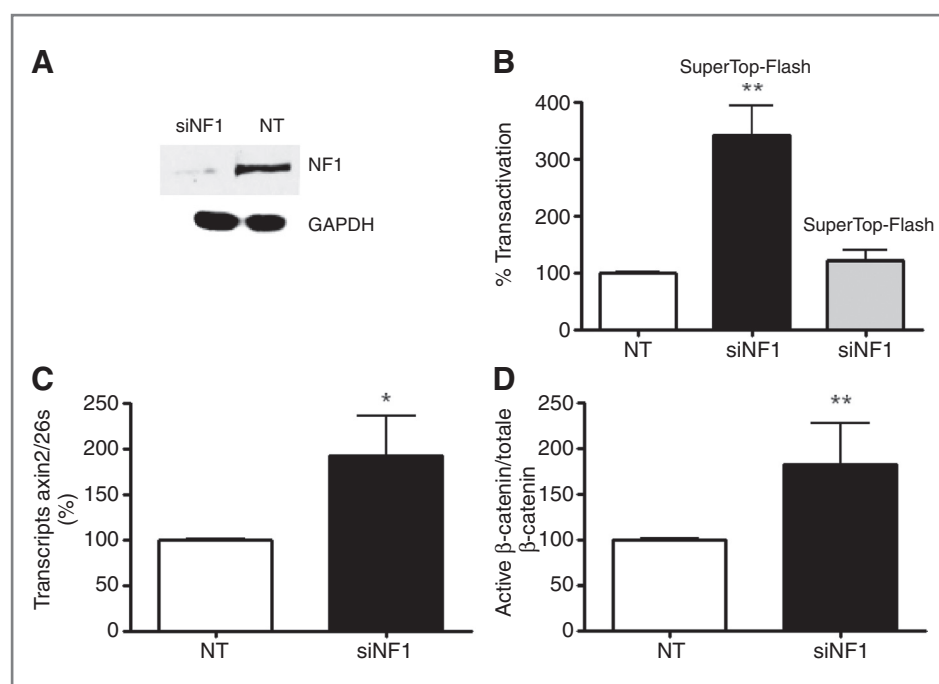 A
siNF1 NT
NF1
GAPDH
B
SuperTop-Flash
**
SuperTop-Flash
% Transactivation
400
300
200
100
0
NT siNF1 siNF1
C
*
Transcripts axin2/26s
(%)
250
200
150
100
50
0
NT siNF1
D
**
Active β-catenin/totale
β-catenin
250
200
150
100
50
0
NT siNF1